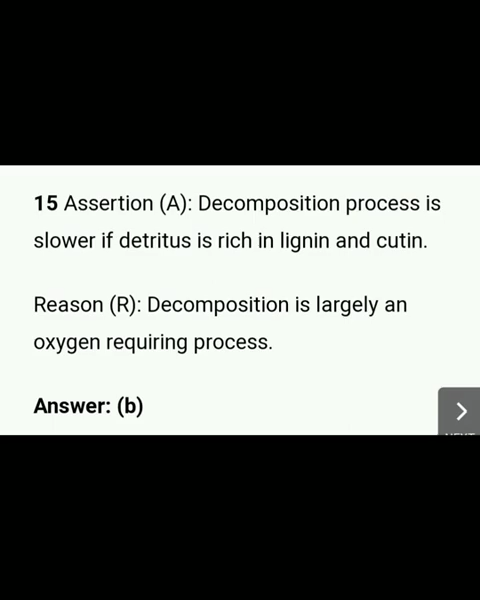 15 Assertion (A): Decomposition process is
slower if detritus is rich in lignin and cutin.
Reason (R): Decomposition is largely an
oxygen requiring process.
Answer: (b)